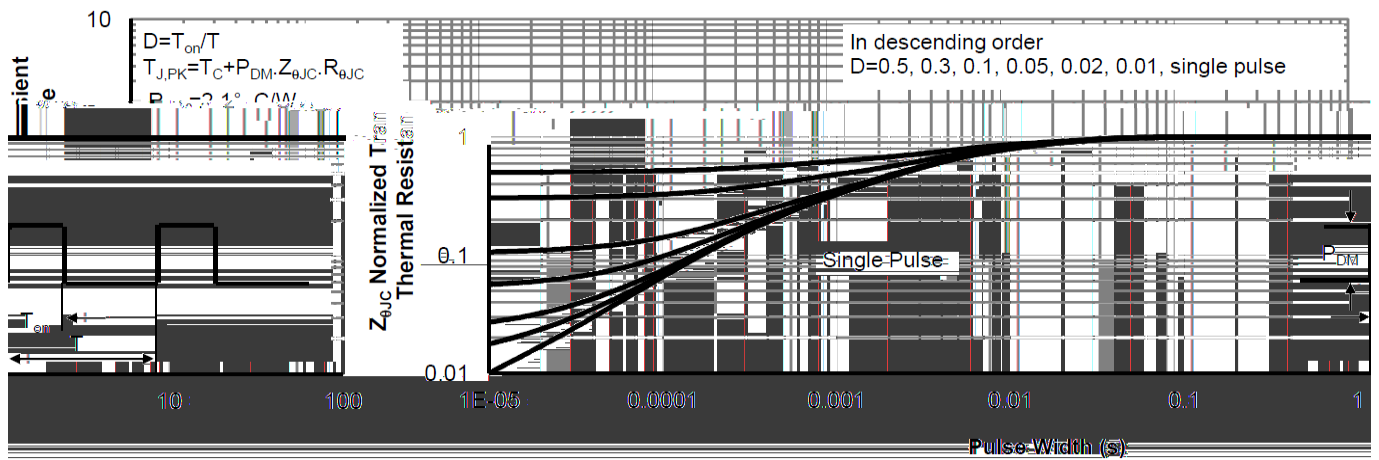 10
D=Ton/T
TJ,PK=TC+PDM.ZθJC.RθJC
In descending order
D=0.5, 0.3, 0.1, 0.05, 0.02, 0.01, single pulse
ZθJC Normalized Tran
sient
e
Thermal Resistan
1
0.1
0.01
Single Pulse
PDM
Ton
T
10
100
1E-05
0.0001
0.001
0.01
0.1
1
Pulse Width (s)